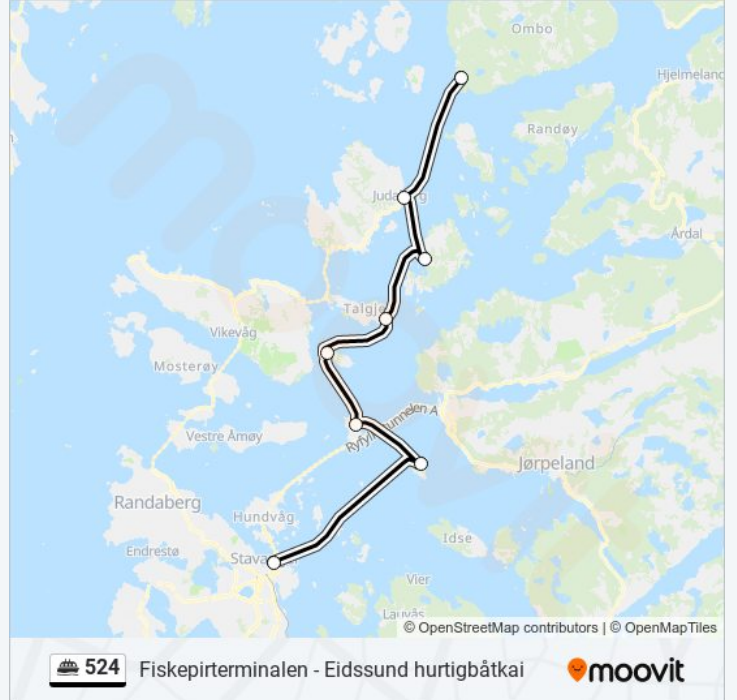 Ombo
Hjelmeland
Randøy
Årdal
Talgje
Vikevåg
Mosterøy
Ryfylketunnelen A
Vestre Åmøy
Jørpeland
Randaberg
Hundvåg
Endrestø
Idse
Stava
Vier
Lauvås
© OpenStreetMap contributors | © OpenMapTiles
524 Fiskepirterminalen - Eidssund hurtigbåtkai moovit